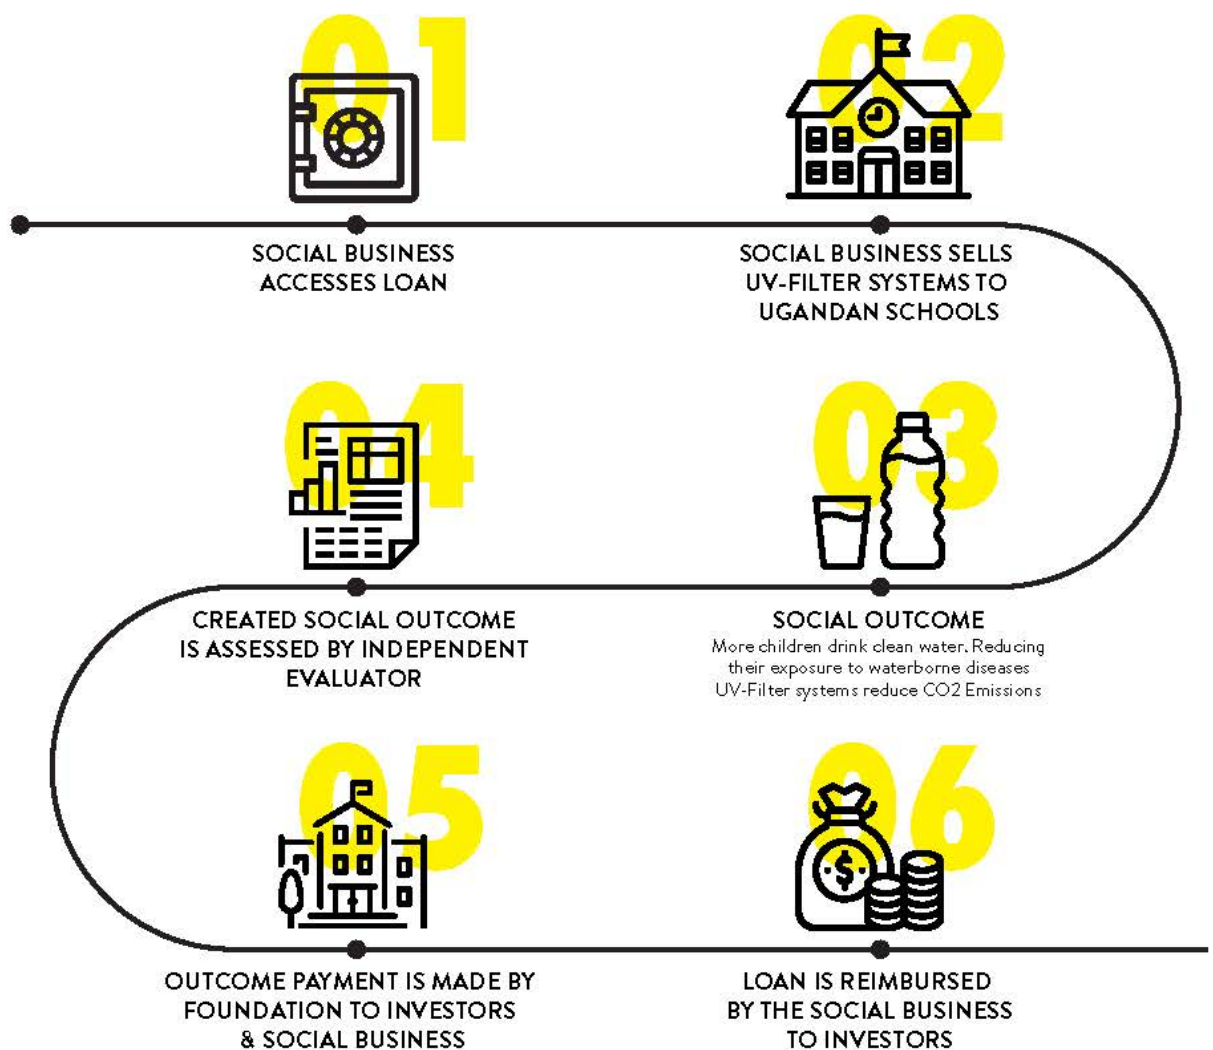 01
SOCIAL BUSINESS
ACCESSES LOAN
02
SOCIAL BUSINESS SELLS
UV-FILTER SYSTEMS TO
UGANDAN SCHOOLS
03
SOCIAL OUTCOME
More children drink clean water. Reducing
their exposure to waterborne diseases
UV-Filter systems reduce CO2 Emissions
04
CREATED SOCIAL OUTCOME
IS ASSESSED BY INDEPENDENT
EVALUATOR
05
OUTCOME PAYMENT IS MADE BY
FOUNDATION TO INVESTORS
& SOCIAL BUSINESS
06
$
LOAN IS REIMBURSED
BY THE SOCIAL BUSINESS
TO INVESTORS